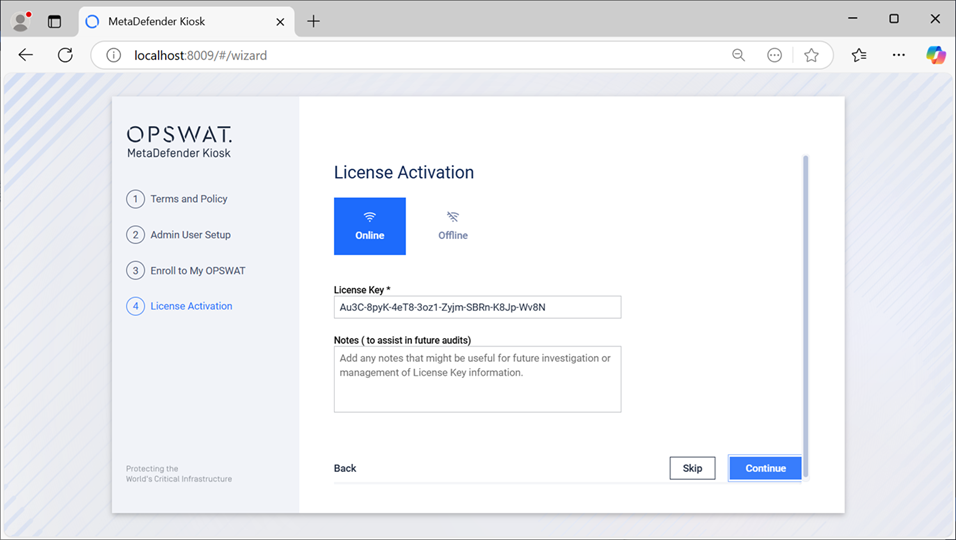 MetaDefender Kiosk
localhost:8009/#/wizard
OPSWAT.
MetaDefender Kiosk
1 Terms and Policy
2 Admin User Setup
3 Enroll to My OPSWAT
4 License Activation
Protecting the
World's Critical Infrastructure
License Activation
Online
Offline
License Key *
Au3C-8pyK-4eT8-3oz1-Zyjm-SBRn-K8Jp-Wv8N
Notes ( to assist in future audits)
Add any notes that might be useful for future investigation or
management of License Key information.
Back
Skip
Continue